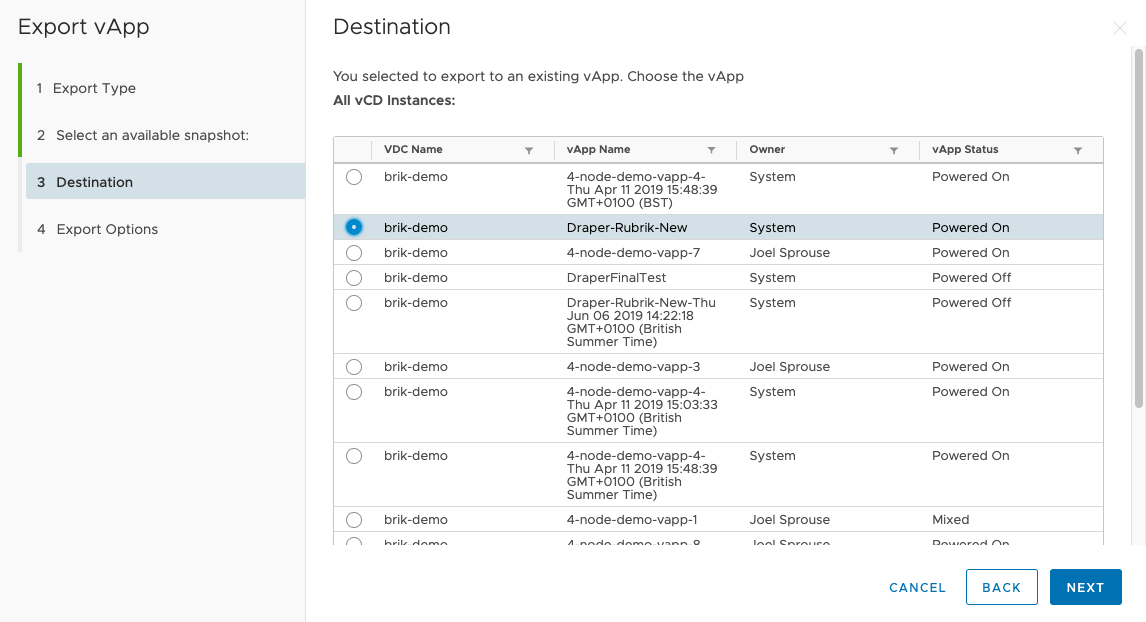 Export vApp
1 Export Type
2 Select an available snapshot:
3 Destination
4 Export Options
Destination
You selected to export to an existing vApp. Choose the vApp
All vCD Instances:
VDC Name vApp Name Owner vApp Status
brik-demo 4-node-demo-vapp-4- System Powered On
Thu Apr 11 2019 15:48:39
GMT+0100 (BST)
brik-demo Draper-Rubrik-New System Powered On
brik-demo 4-node-demo-vapp-7 Joel Sprouse Powered On
brik-demo DraperFinalTest System Powered Off
brik-demo Draper-Rubrik-New-Thu System Powered Off
Jun 06 2019 14:22:18
GMT+0100 (British
Summer Time)
brik-demo 4-node-demo-vapp-3 Joel Sprouse Powered On
brik-demo 4-node-demo-vapp-4- System Powered On
Thu Apr 11 2019 15:03:33
GMT+0100 (British
Summer Time)
brik-demo 4-node-demo-vapp-4- System Powered On
Thu Apr 11 2019 15:48:39
GMT+0100 (British
Summer Time)
brik-demo 4-node-demo-vapp-1 Joel Sprouse Mixed
brik-demo 4-node-demo-vapp-8 Joel Sprouse Powered On
CANCEL BACK NEXT